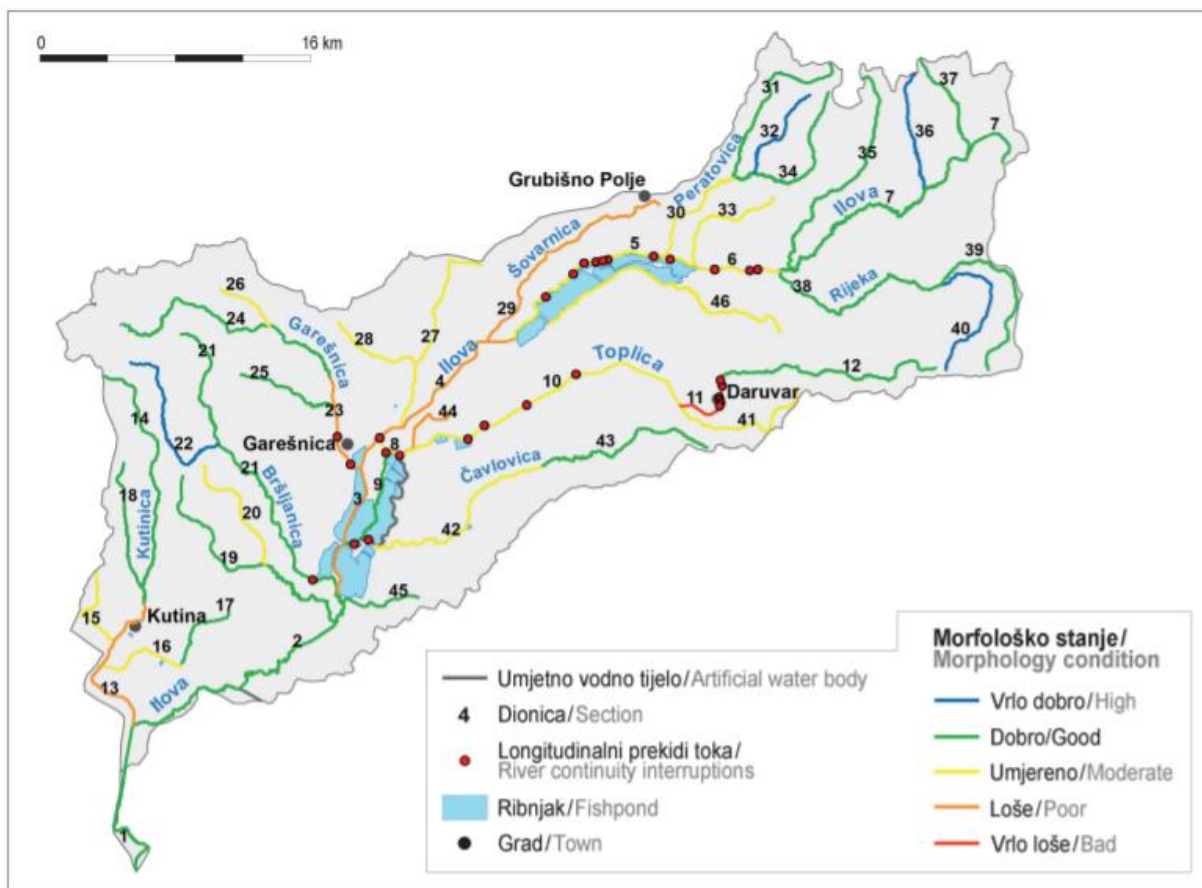 0 16 km
31
37
32
36
7
35
34
Peratovica
Grubišno Polje
30
33
Ilova
7
Šovarnica
5
6
39
38
Rijeka
26
29
46
40
24
Garešnica
28
27
21
Ilova
Toplica
25
4
10
12
14
23
44
11
Daruvar
41
22
Garešnica
8
43
21
Čavlovica
18
Kutinica
Bršljanica
3
9
20
42
19
45
15
Kutina
17
16
2
13
Ilova
1
Umjetno vodno tijelo/Artificial water body
4 Dionica/Section
Longitudinalni prekidi toka/
River continuity interruptions
Ribnjak/Fishpond
Grad/Town
Morfološko stanje/
Morphology condition
Vrlo dobro/High
Dobro/Good
Umjereno/Moderate
Loše/Poor
Vrlo loše/Bad